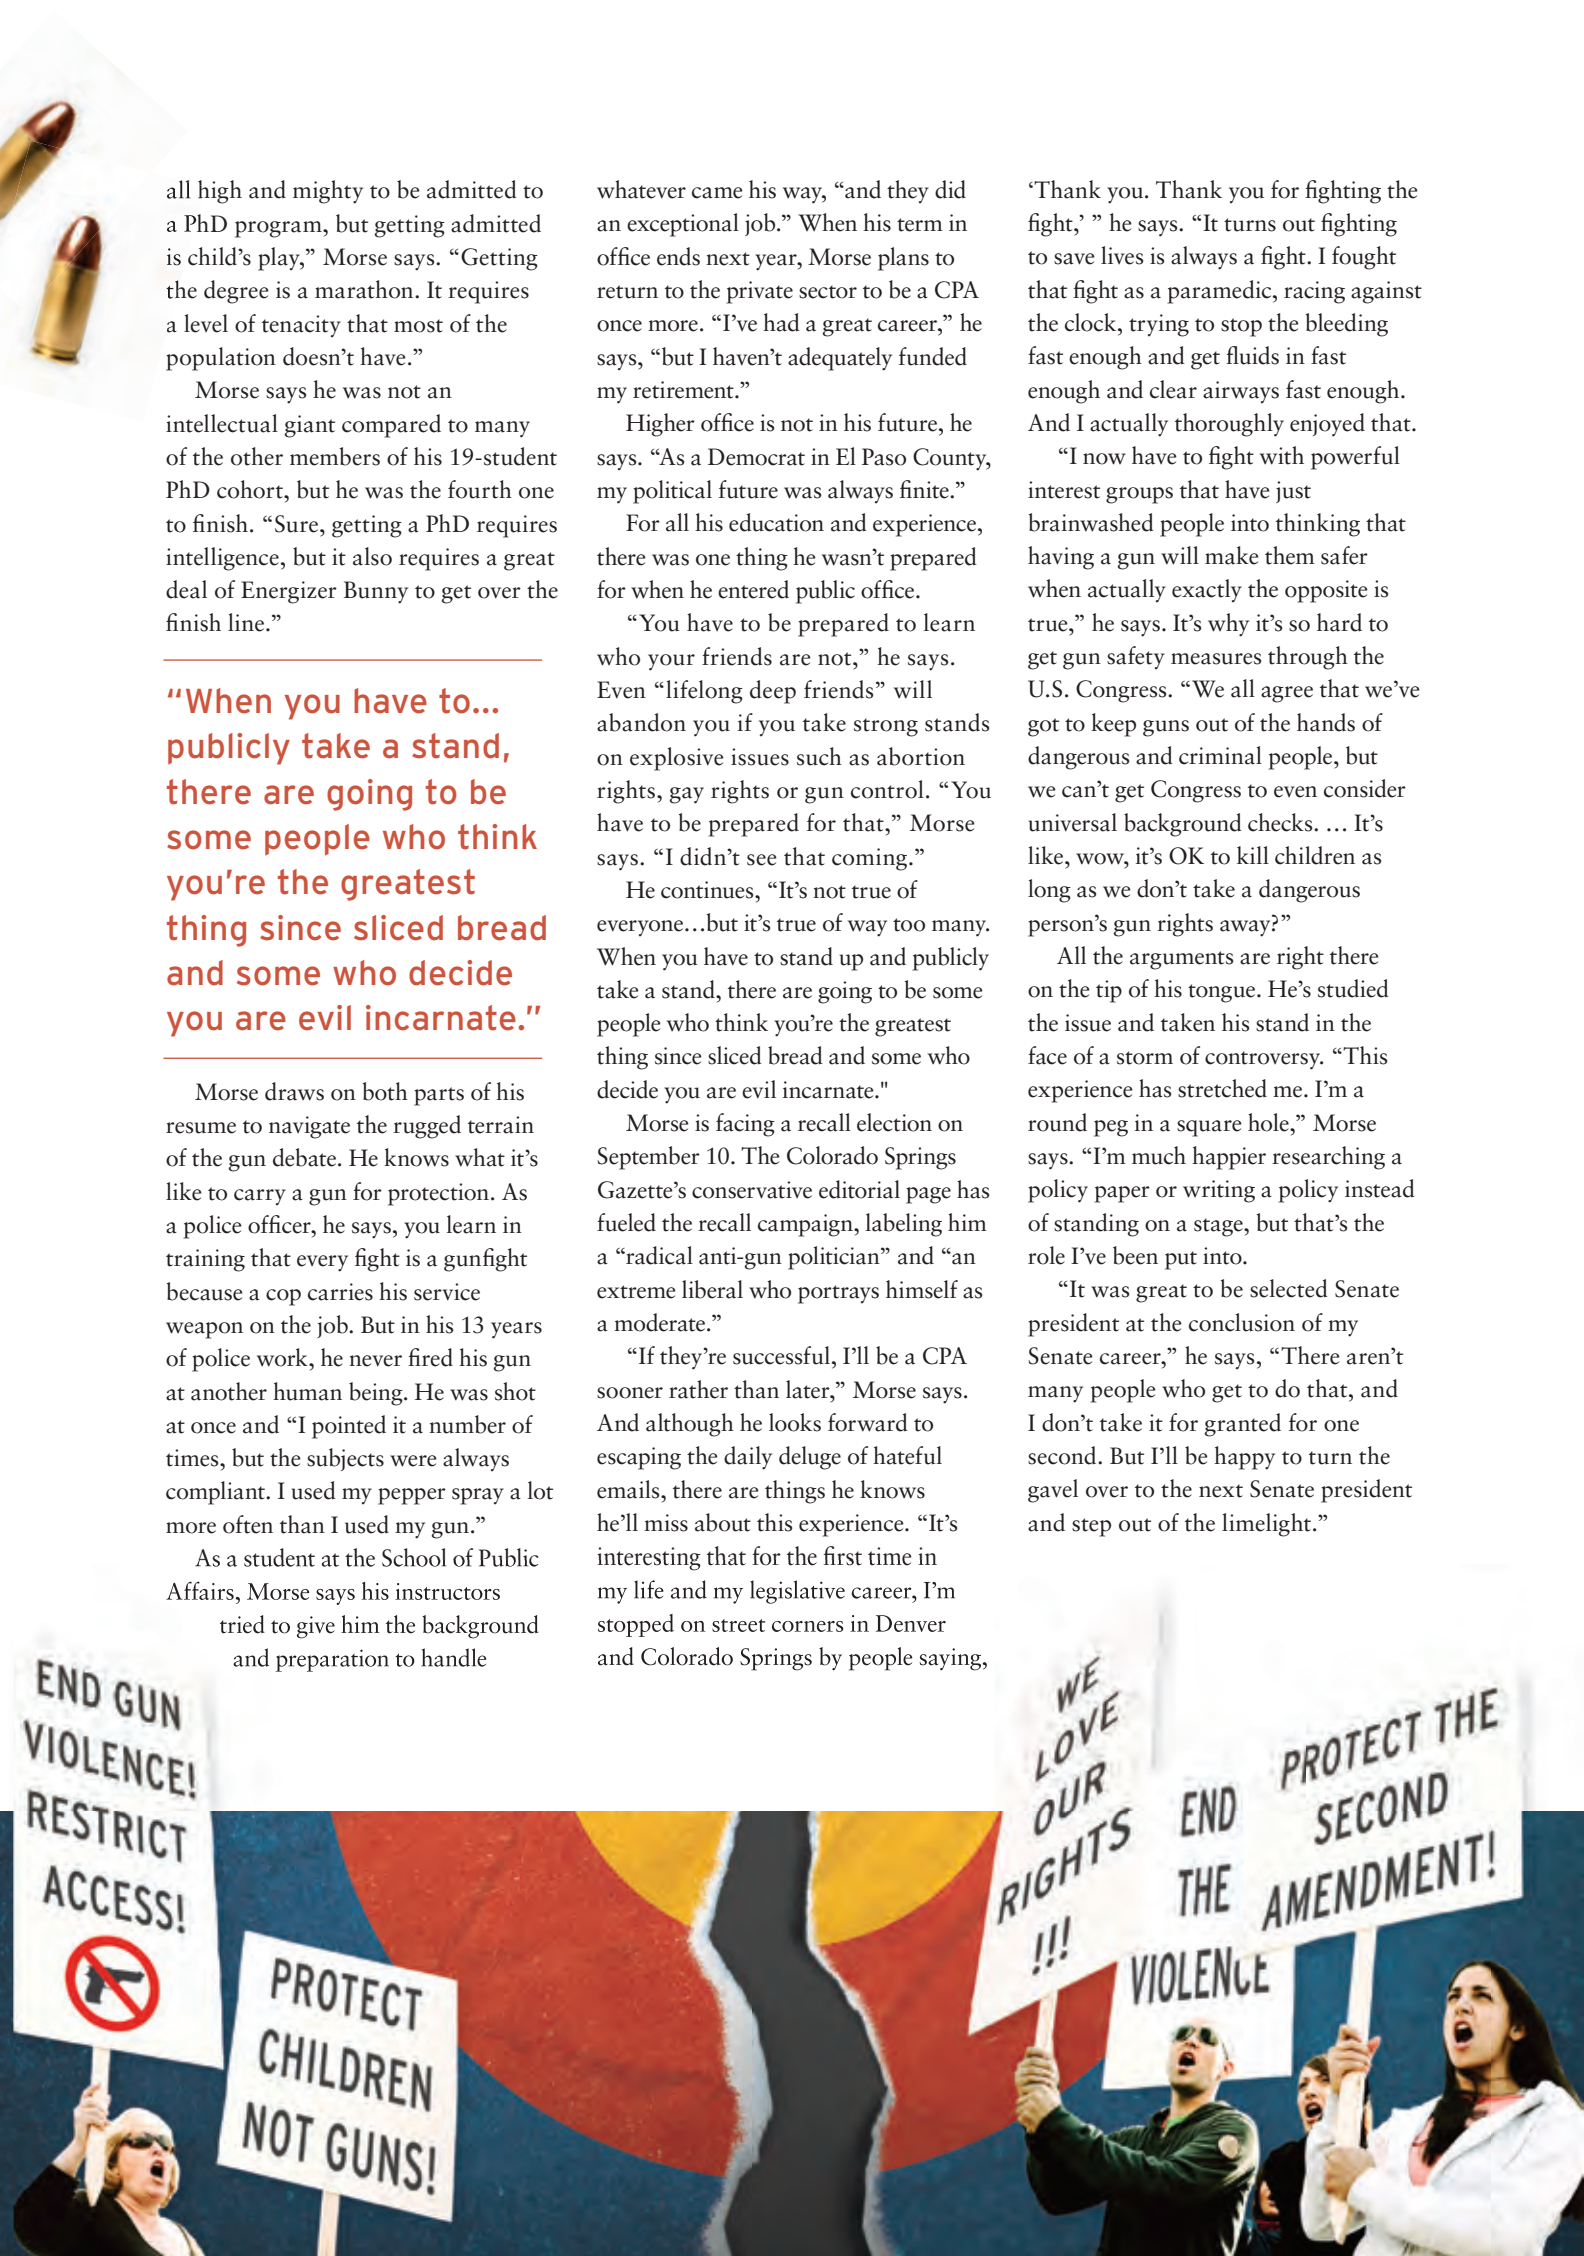 all high and mighty to be admitted to
a PhD program, but getting admitted
is child’s play,” Morse says. “Getting
the degree is a marathon. It requires
a level of tenacity that most of the
population doesn’t have.”
Morse says he was not an
intellectual giant compared to many
of the other members of his 19-student
PhD cohort, but he was the fourth one
to finish. “Sure, getting a PhD requires
intelligence, but it also requires a great
deal of Energizer Bunny to get over the
finish line.”
“When you have to...
publicly take a stand,
there are going to be
some people who think
you’re the greatest
thing since sliced bread
and some who decide
you are evil incarnate.”
Morse draws on both parts of his
resume to navigate the rugged terrain
of the gun debate. He knows what it’s
like to carry a gun for protection. As
a police officer, he says, you learn in
training that every fight is a gunfight
because a cop carries his service
weapon on the job. But in his 13 years
of police work, he never fired his gun
at another human being. He was shot
at once and “I pointed it a number of
times, but the subjects were always
compliant. I used my pepper spray a lot
more often than I used my gun.”
As a student at the School of Public
Affairs, Morse says his instructors
tried to give him the background
and preparation to handle
whatever came his way, “and they did
an exceptional job.” When his term in
office ends next year, Morse plans to
return to the private sector to be a CPA
once more. “I’ve had a great career,” he
says, “but I haven’t adequately funded
my retirement.”
Higher office is not in his future, he
says. “As a Democrat in El Paso County,
my political future was always finite.”
For all his education and experience,
there was one thing he wasn’t prepared
for when he entered public office.
“You have to be prepared to learn
who your friends are not,” he says.
Even “lifelong deep friends” will
abandon you if you take strong stands
on explosive issues such as abortion
rights, gay rights or gun control. “You
have to be prepared for that,” Morse
says. “I didn’t see that coming.”
He continues, “It’s not true of
everyone…but it’s true of way too many.
When you have to stand up and publicly
take a stand, there are going to be some
people who think you’re the greatest
thing since sliced bread and some who
decide you are evil incarnate."
Morse is facing a recall election on
September 10. The Colorado Springs
Gazette’s conservative editorial page has
fueled the recall campaign, labeling him
a “radical anti-gun politician” and “an
extreme liberal who portrays himself as
a moderate.”
“If they’re successful, I’ll be a CPA
sooner rather than later,” Morse says.
And although he looks forward to
escaping the daily deluge of hateful
emails, there are things he knows
he’ll miss about this experience. “It’s
interesting that for the first time in
my life and my legislative career, I’m
stopped on street corners in Denver
and Colorado Springs by people saying,
‘Thank you. Thank you for fighting the
fight,’ ” he says. “It turns out fighting
to save lives is always a fight. I fought
that fight as a paramedic, racing against
the clock, trying to stop the bleeding
fast enough and get fluids in fast
enough and clear airways fast enough.
And I actually thoroughly enjoyed that.
“I now have to fight with powerful
interest groups that have just
brainwashed people into thinking that
having a gun will make them safer
when actually exactly the opposite is
true,” he says. It’s why it’s so hard to
get gun safety measures through the
U.S. Congress. “We all agree that we’ve
got to keep guns out of the hands of
dangerous and criminal people, but
we can’t get Congress to even consider
universal background checks. … It’s
like, wow, it’s OK to kill children as
long as we don’t take a dangerous
person’s gun rights away?”
All the arguments are right there
on the tip of his tongue. He’s studied
the issue and taken his stand in the
face of a storm of controversy. “This
experience has stretched me. I’m a
round peg in a square hole,” Morse
says. “I’m much happier researching a
policy paper or writing a policy instead
of standing on a stage, but that’s the
role I’ve been put into.
“It was great to be selected Senate
president at the conclusion of my
Senate career,” he says, “There aren’t
many people who get to do that, and
I don’t take it for granted for one
second. But I’ll be happy to turn the
gavel over to the next Senate president
and step out of the limelight.”
END GUN
VIOLENCE!
RESTRICT
ACCESS!
PROTECT
CHILDREN
NOT GUNS!
WE
LOVE
OUR
RIGHTS
!!!
END
THE
VIOLENCE
PROTECT THE
SECOND
AMENDMENT!